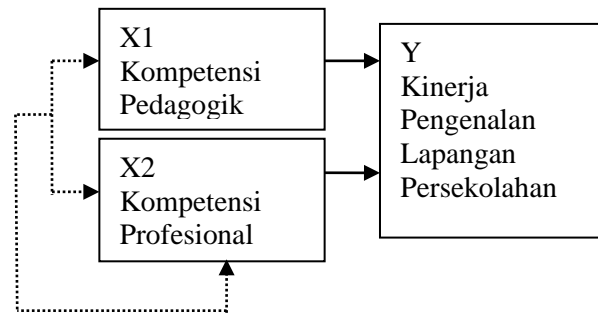 X1
Kompetensi
Pedagogik
X2
Kompetensi
Profesional
Y
Kinerja
Pengenalan
Lapangan
Persekolahan